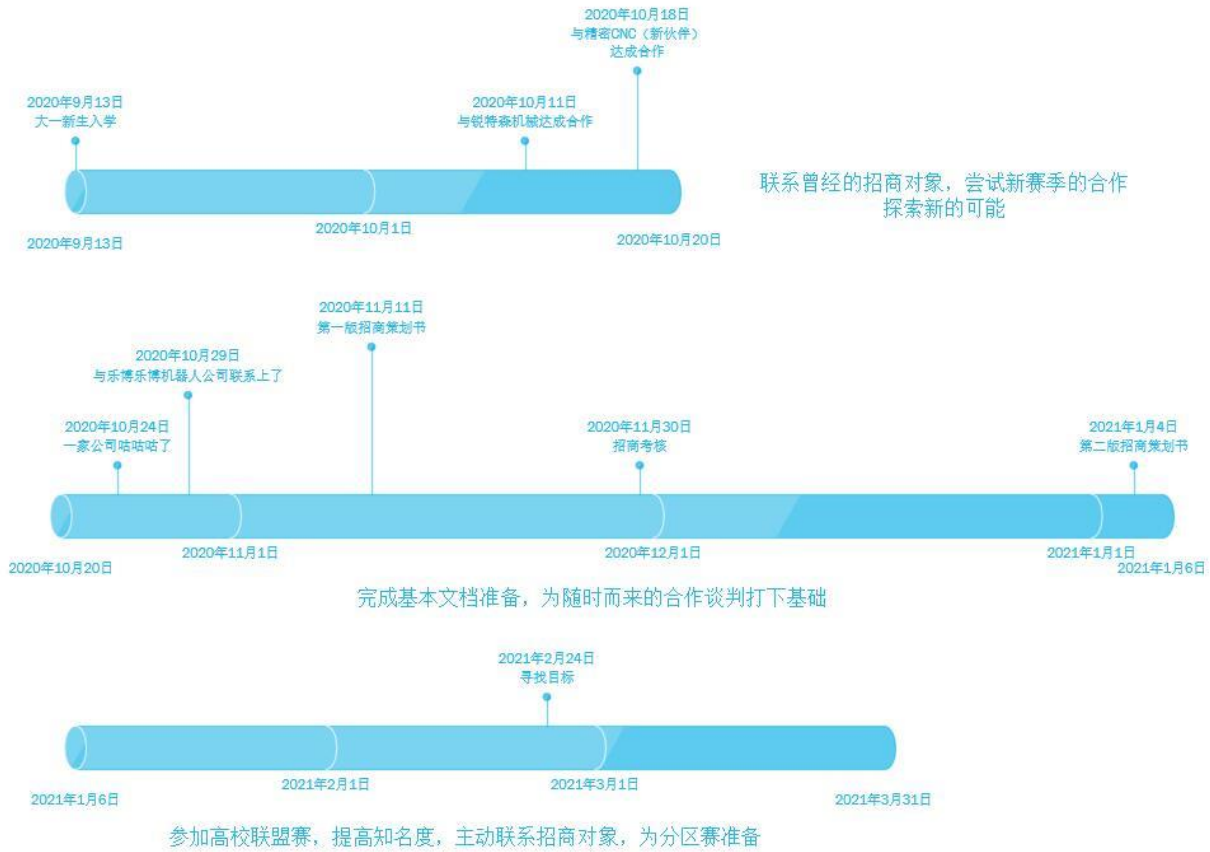 2020年10月18日
与精密CNC（新伙伴）
达成合作
2020年9月13日
大一新生入学
2020年10月11日
与锐特森机械达成合作
联系曾经的招商对象，尝试新赛季的合作
探索新的可能
2020年9月13日
2020年10月1日
2020年10月20日
2020年11月11日
第一版招商策划书
2020年10月29日
与乐博乐博机器人公司联系上了
2020年10月24日
一家公司咕咕咕了
2020年11月30日
招商考核
2021年1月4日
第二版招商策划书
2020年10月20日
2020年11月1日
2020年12月1日
2021年1月1日
2021年1月6日
完成基本文档准备，为随时而来的合作谈判打下基础
2021年2月24日
寻找目标
2021年1月6日
2021年2月1日
2021年3月1日
2021年3月31日
参加高校联盟赛，提高知名度，主动联系招商对象，为分区赛准备